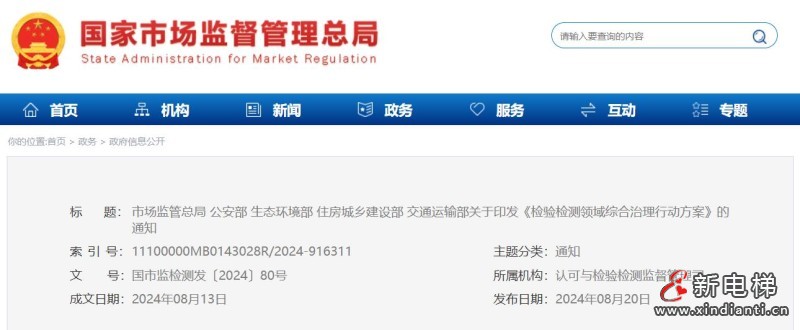 国家市场监督管理总局
State Administration for Market Regulation
请输入要查询的内容
首页 机构 新闻 政务 服务 互动 专题
你的位置:首页 > 政务 > 政府信息公开
标 题： 市场监管总局 公安部 生态环境部 住房城乡建设部 交通运输部关于印发《检验检测领域综合治理行动方案》的
通知
索 引 号： 11100000MB0143028R/2024-916311 主题分类： 通知
文 号： 国市监检测发〔2024〕80号 所属机构： 认可与检验检测监督管理司
成文日期： 2024年08月13日 发布日期： 2024年08月20日
新电梯
www.xindianti.cn